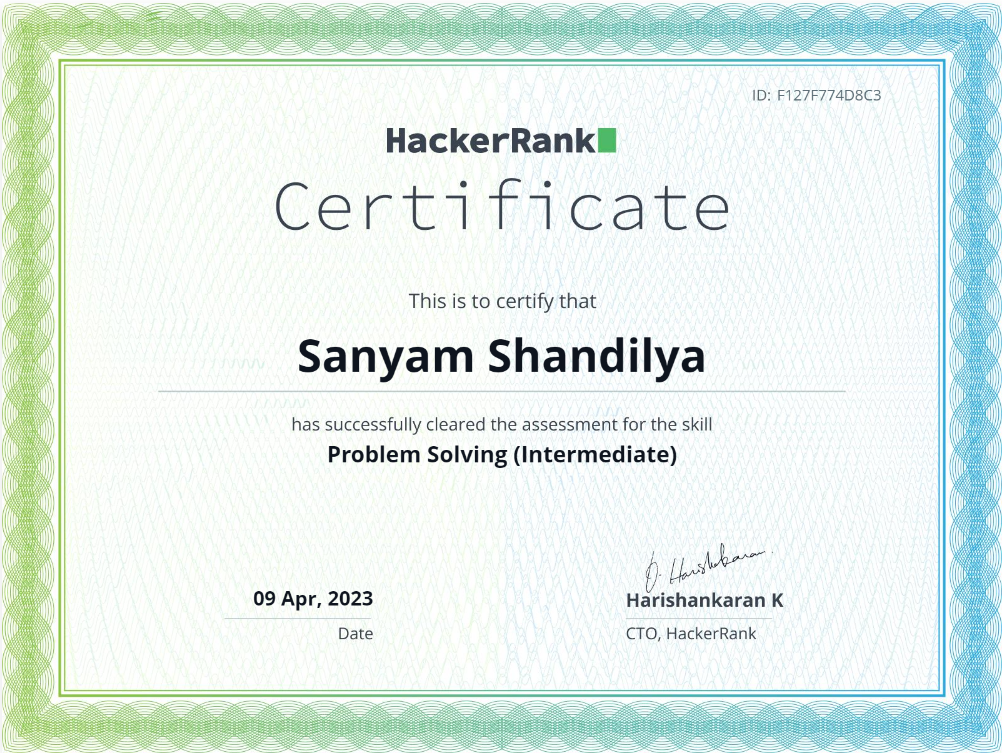 ID: F127F774D8C3
HackerRank
Certificate
This is to certify that
Sanyam Shandilya
has successfully cleared the assessment for the skill
Problem Solving (Intermediate)
O. Harishankaran.
09 Apr, 2023
Harishankaran K
Date
CTO, HackerRank